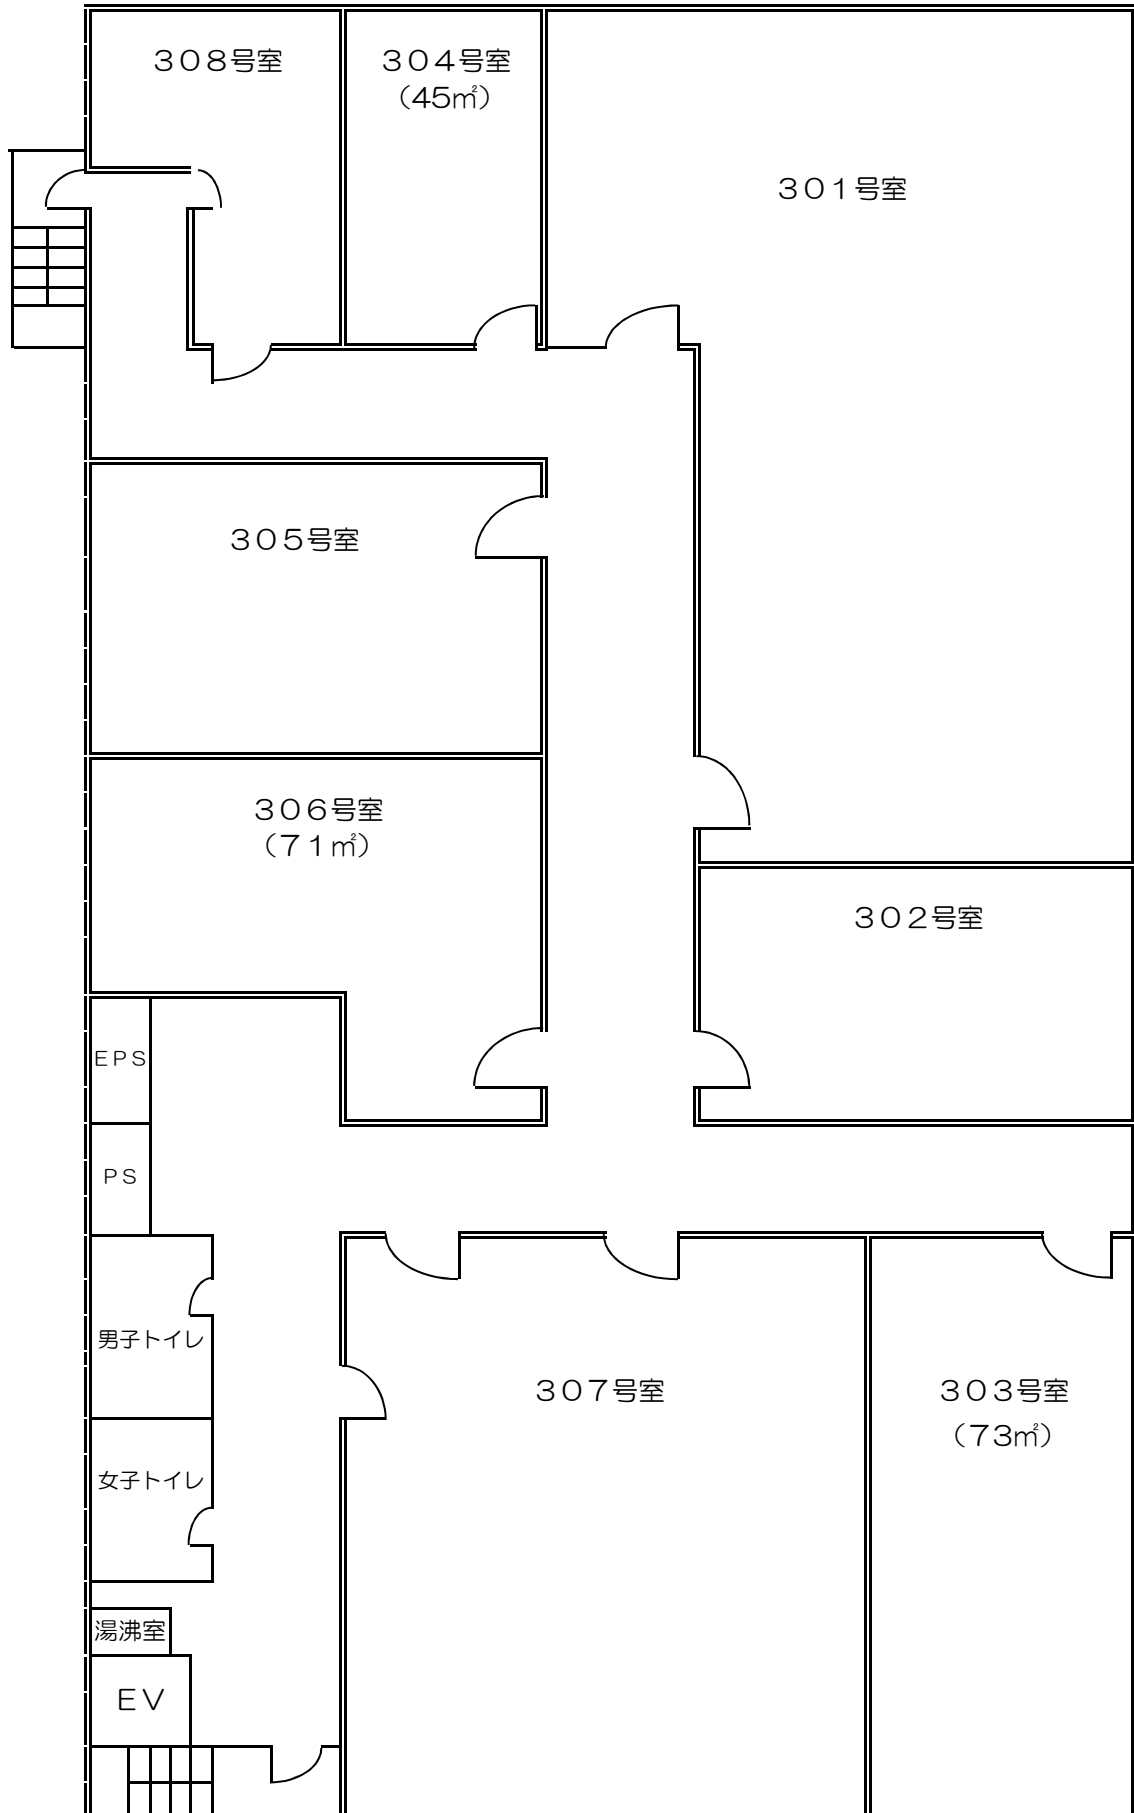 ３０８号室
３０４号室
（45㎡）
３０１号室
３０５号室
３０６号室
（７１㎡）
３０２号室
ＥＰＳ
ＰＳ
男子トイレ
３０７号室
３０３号室
（７３㎡）
女子トイレ
湯沸室
ＥＶ